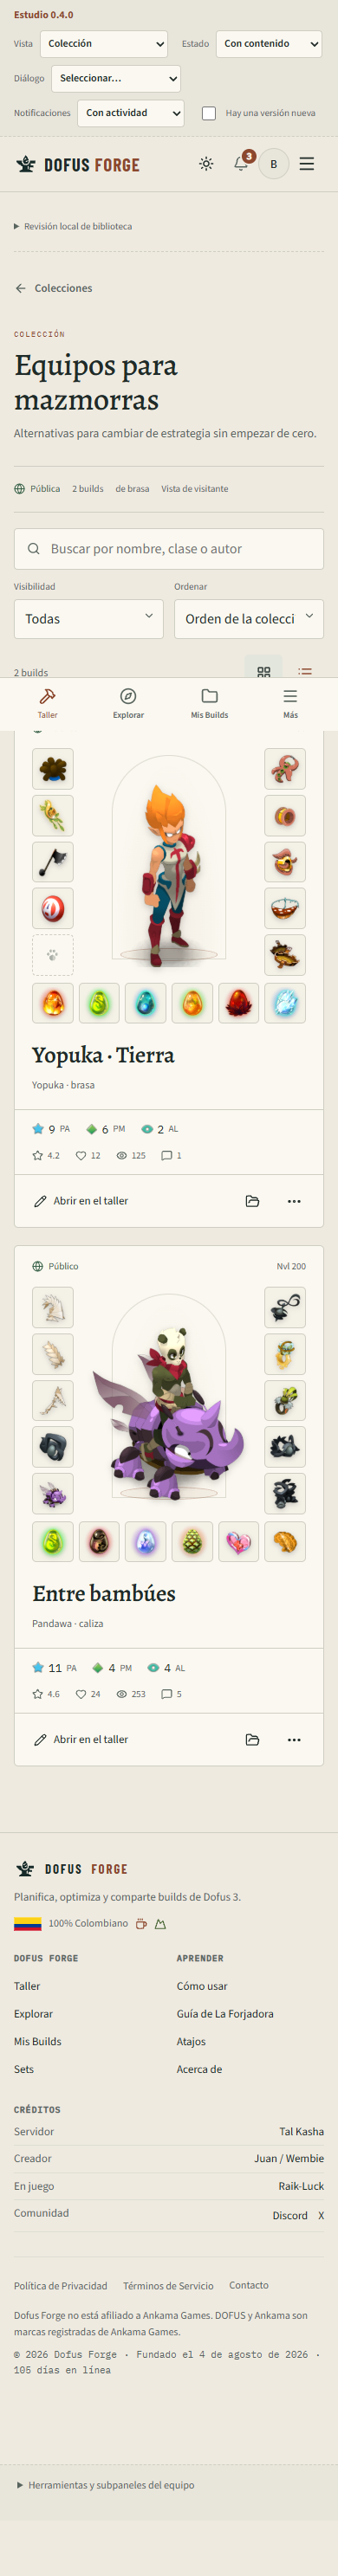 Estudio 0.4.0
Vista Colección Estado Con contenido
Diálogo Seleccionar...
Notificaciones Con actividad Hay una versión nueva
DOFUS FORGE 3 B
Revisión local de biblioteca
Colecciones
COLECCIÓN
Equipos para
mazmorras
Alternativas para cambiar de estrategia sin empezar de cero.
Pública 2 builds de brasa Vista de visitante
Buscar por nombre, clase o autor
Visibilidad Ordenar
Todas Orden de la colecci
2 builds
Taller Explorar Mis Builds Más
Yopuka · Tierra
Yopuka · brasa
9 PA 6 PM 2 AL
4.2 12 125 1
Abrir en el taller
Público Nvl 200
Entre bambúes
Pandawa · caliza
11 PA 4 PM 4 AL
4.6 24 253 5
Abrir en el taller
DOFUS FORGE
Planifica, optimiza y comparte builds de Dofus 3.
100% Colombiano
DOFUS FORGE APRENDER
Taller Cómo usar
Explorar Guía de La Forjadora
Mis Builds Atajos
Sets Acerca de
CRÉDITOS
Servidor Tal Kasha
Creador Juan / Wembie
En juego Raik-Luck
Comunidad Discord X
Política de Privacidad Términos de Servicio Contacto
Dofus Forge no está afiliado a Ankama Games. DOFUS y Ankama son
marcas registradas de Ankama Games.
© 2026 Dofus Forge · Fundado el 4 de agosto de 2026 ·
105 días en línea
Herramientas y subpaneles del equipo